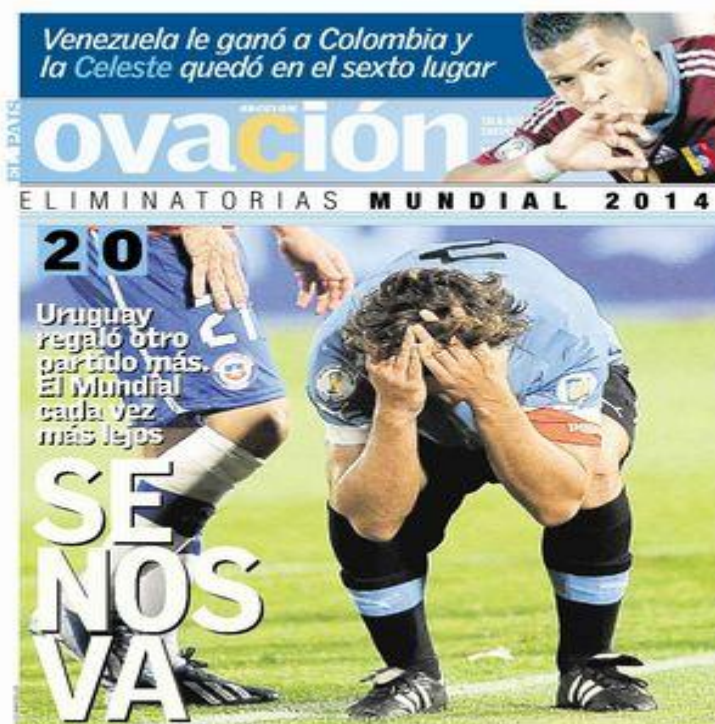 Venezuela le ganó a Colombia y
la Celeste quedó en el sexto lugar
EL PAIS
ovación
ELIMINATORIAS MUNDIAL 2014
2 0
21
Uruguay
regaló otro
partido más.
El Mundial
cada vez
más lejos
SE
NOS
VA